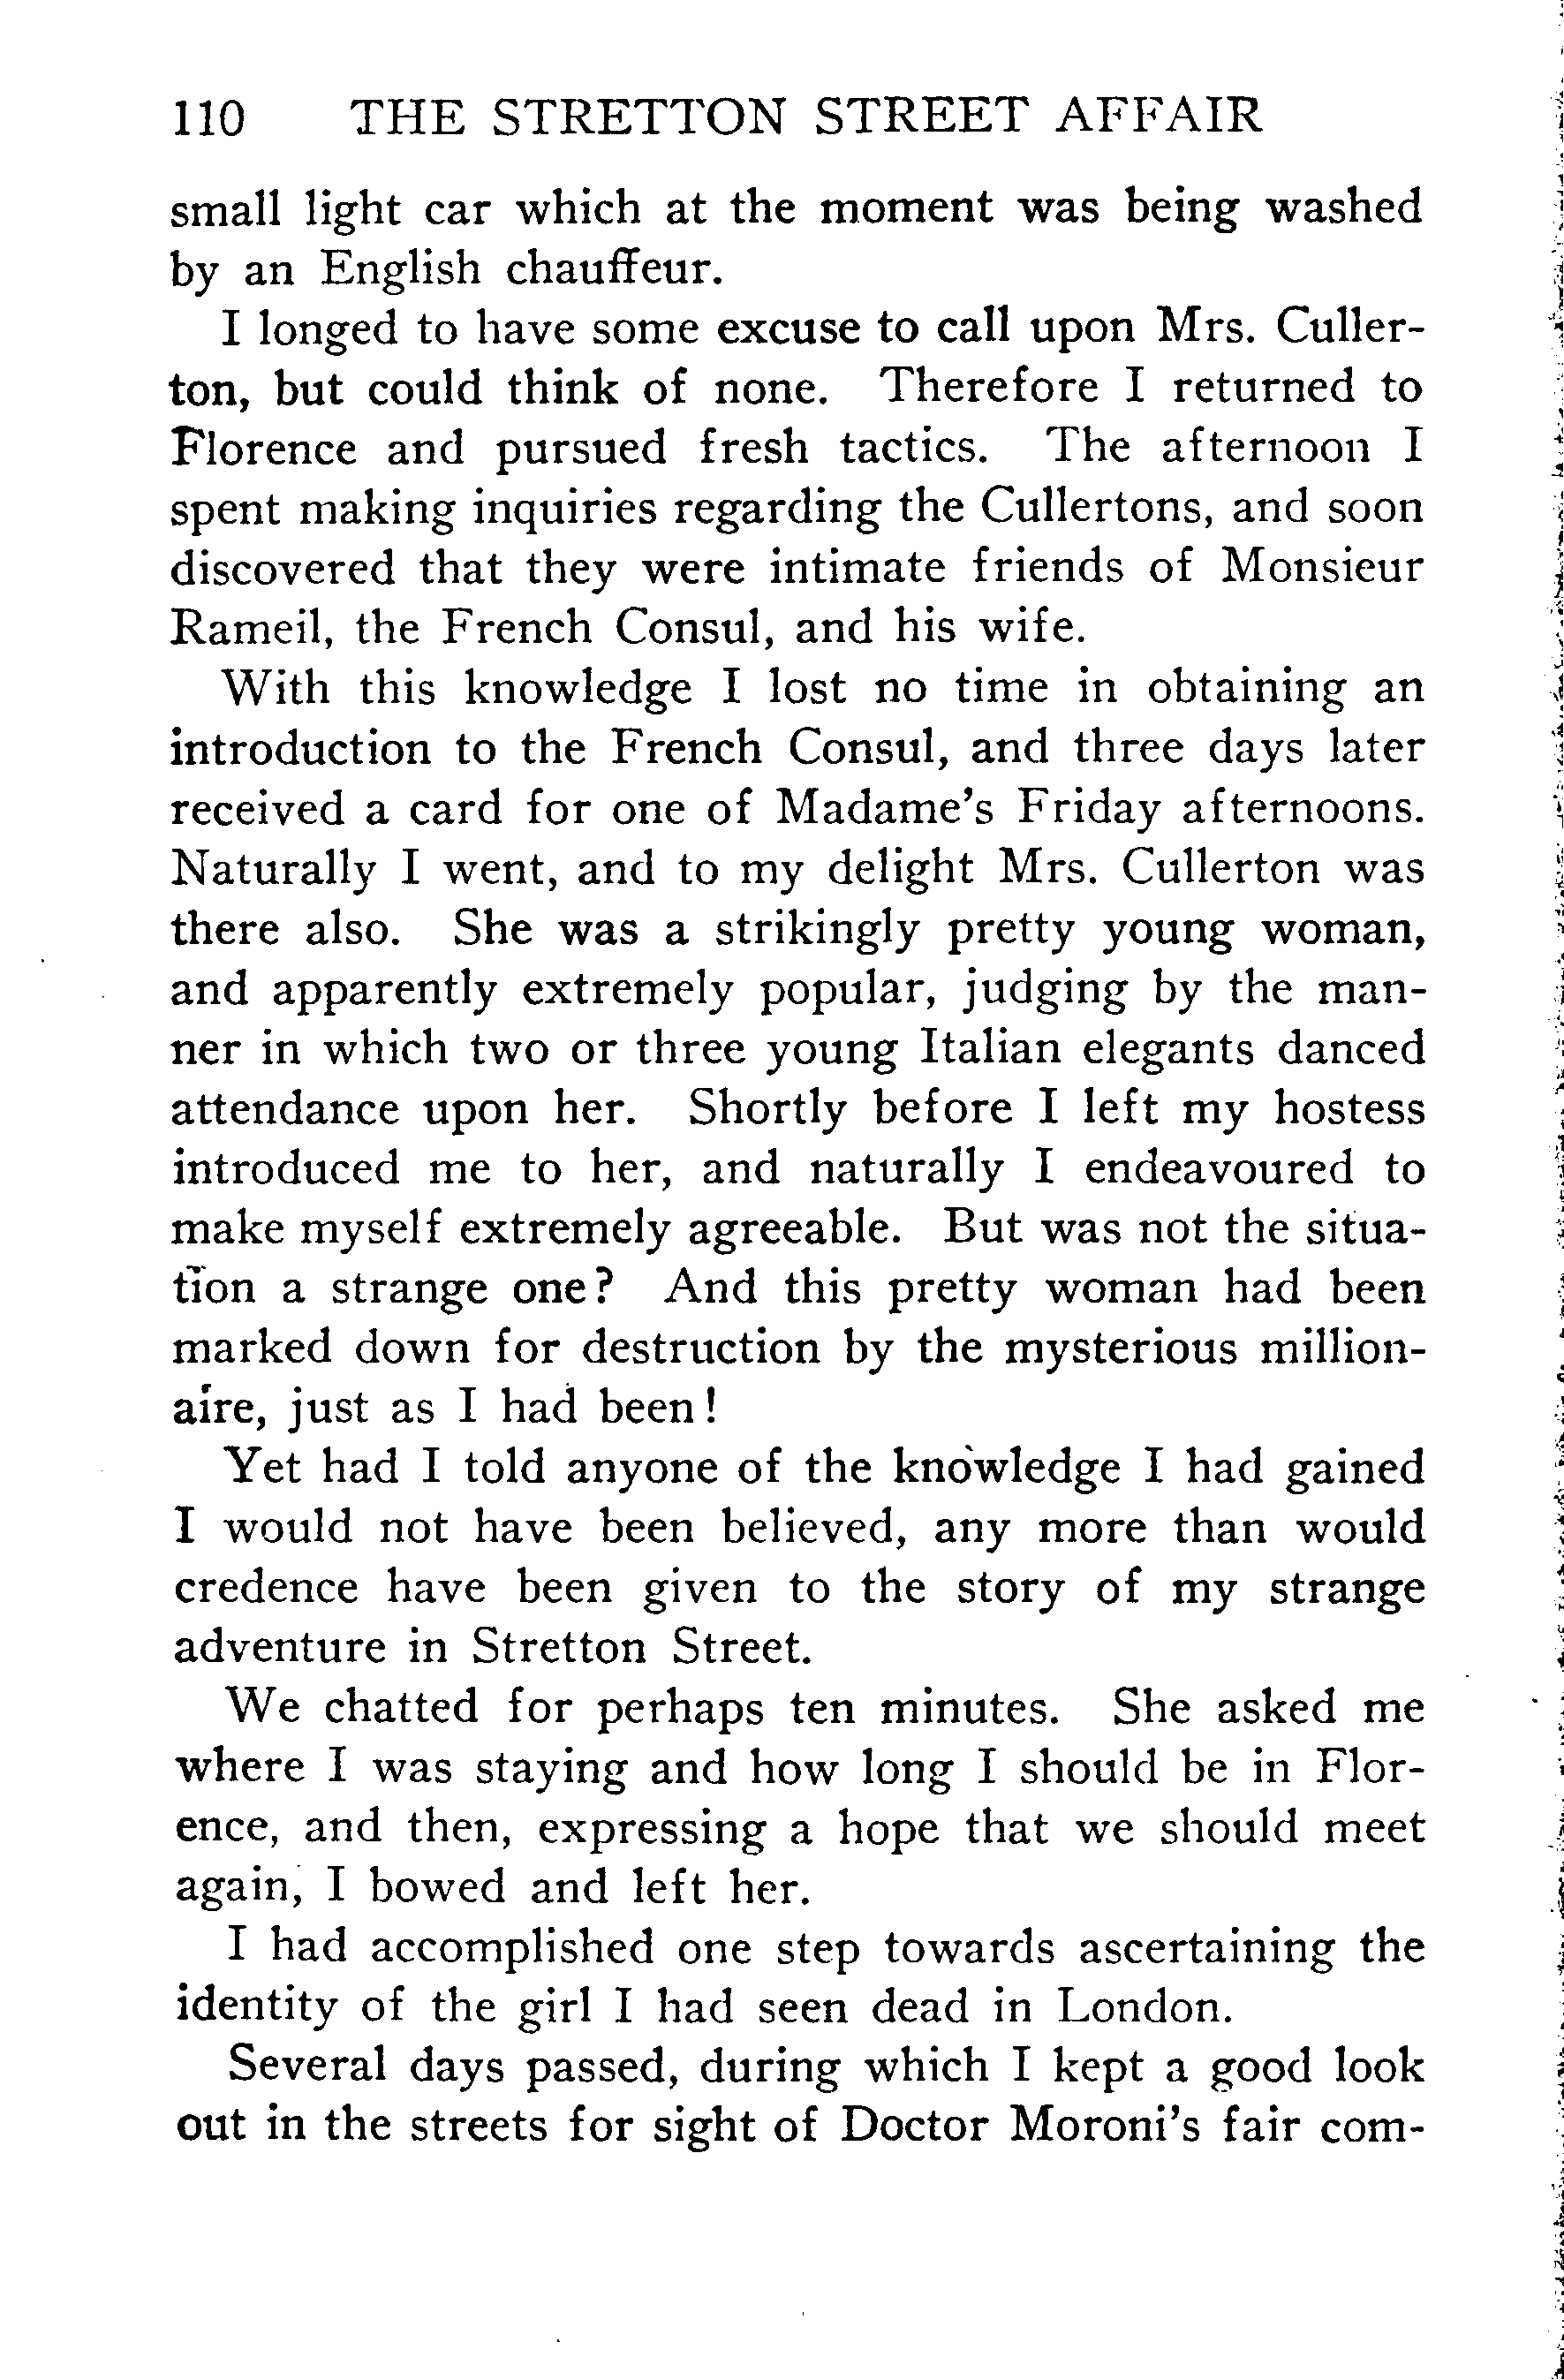 110 THE STRETTON STREET AFFAIR
small light car which at the moment was being washed
by an English chauffeur.
I longed to have some excuse to call upon Mrs. Culler-
ton, but could think of none. Therefore I returned to
Florence and pursued fresh tactics. The afternoon I
spent making inquiries regarding the Cullertons, and soon
discovered that they were intimate friends of Monsieur
Rameil, the French Consul, and his wife.
With this knowledge I lost no time in obtaining an
introduction to the French Consul, and three days later
received a card for one of Madame's Friday afternoons.
Naturally I went, and to my delight Mrs. Cullerton was
there also. She was a strikingly pretty young woman,
and apparently extremely popular, judging by the man-
ner in which two or three young Italian elegants danced
attendance upon her. Shortly before I left my hostess
introduced me to her, and naturally I endeavoured to
make myself extremely agreeable. But was not the situa-
tion a strange one? And this pretty woman had been
marked down for destruction by the mysterious million-
aire, just as I had been!
Yet had I told anyone of the knowledge I had gained
I would not have been believed, any more than would
credence have been given to the story of my strange
adventure in Stretton Street.
We chatted for perhaps ten minutes. She asked me
where I was staying and how long I should be in Flor-
ence, and then, expressing a hope that we should meet
again, I bowed and left her.
I had accomplished one step towards ascertaining the
identity of the girl I had seen dead in London.
Several days passed, during which I kept a good look
out in the streets for sight of Doctor Moroni's fair com-